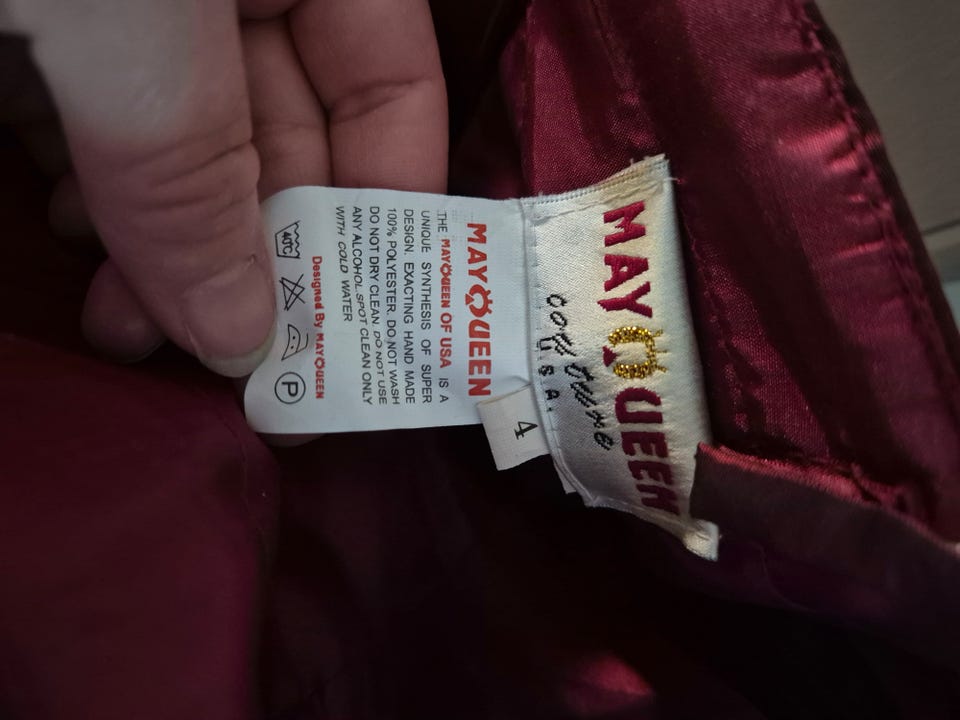 MAY QUEEN
couture
U.S.A.
4
MAYQUEEN
THE MAYQUEEN OF USA IS A
UNIQUE SYNTHESIS OF SUPER
DESIGN. EXACTING HAND MADE
100% POLYESTER. DO NOT WASH
DO NOT DRY CLEAN. DO NOT USE
ANY ALCOHOL.SPOT CLEAN ONLY
WITH COLD WATER
Designed By MAYQUEEN
40°C
P